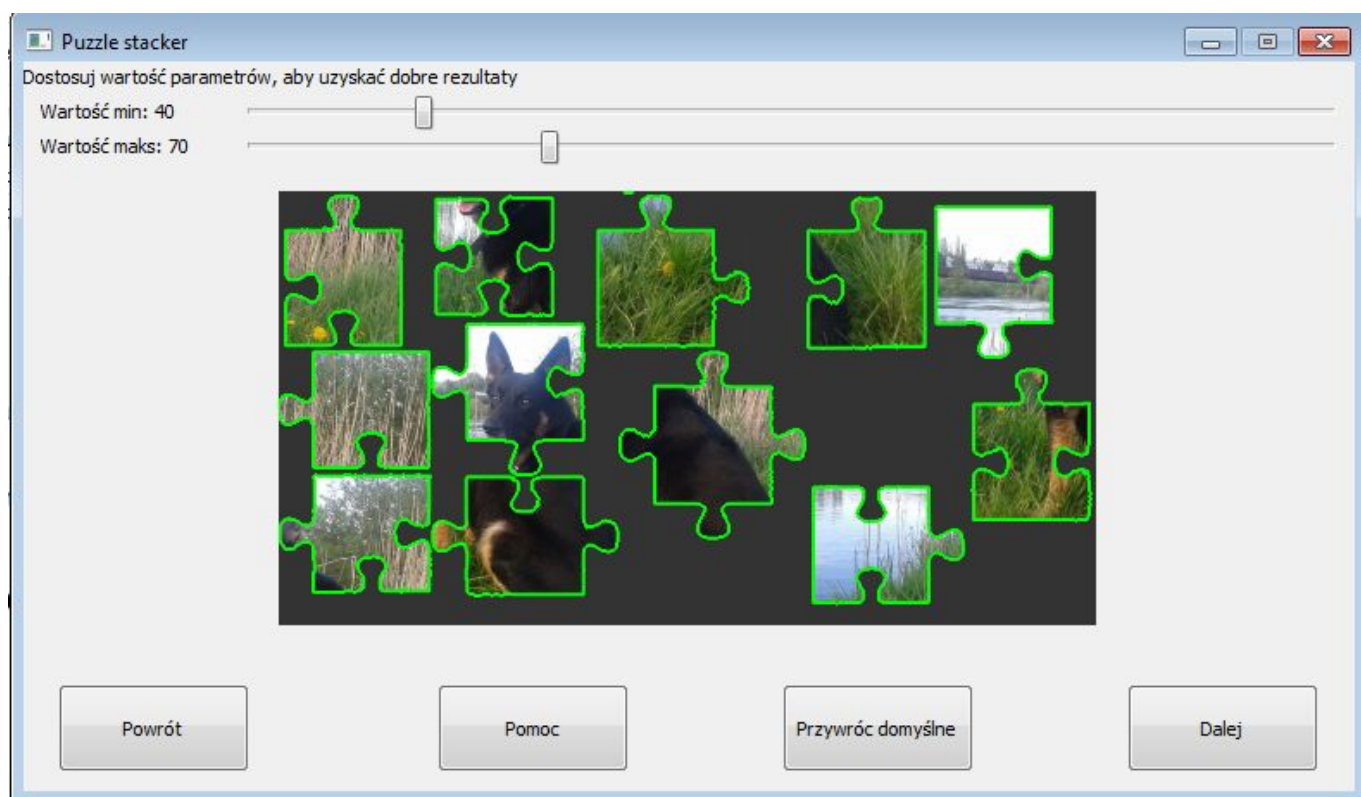 Puzzle stacker
Dostosuj wartość parametrów, aby uzyskać dobre rezultaty
Wartość min: 40
Wartość maks: 70
Powrót
Pomoc
Przywróc domyślne
Dalej